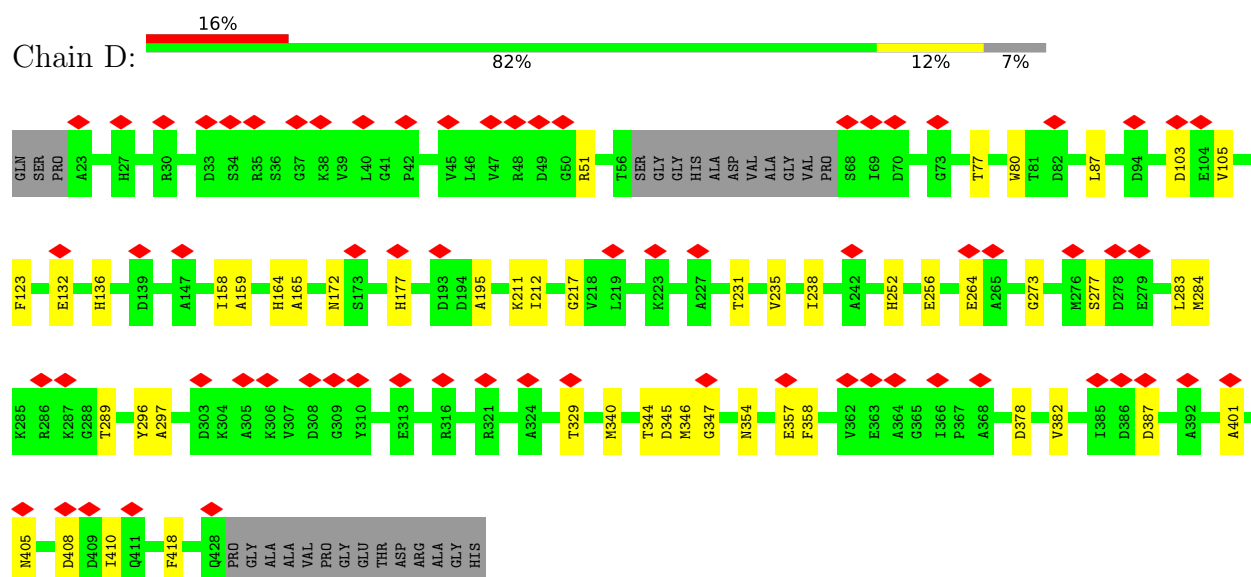 16%
Chain D:
82% 12% 7%
GLN SER PRO A23 H27 R30 D33 S34 R35 S36 G37 K38 V39 L40 G41 P42 V45 L46 V47 R48 D49 G50 R51 T56 SER GLY GLY HIS ALA ASP VAL ALA GLY VAL PRO S68 I69 D70 G73 T77 W80 T81 D82 L87 D94 D103 E104 V105
F123 E132 H136 D139 A147 I158 A159 H164 A165 N172 S173 H177 D193 D194 A195 K211 I212 G217 V218 L219 K223 A227 T231 V235 I238 A242 H252 E256 E264 A265 G273 M276 S277 D278 E279 L283 M284
K285 R286 K287 G288 T289 Y296 A297 D303 K304 A305 K306 V307 D308 G309 Y310 E313 R316 R321 A324 T329 M340 T344 D345 M346 G347 N354 E357 F358 V362 E363 A364 G365 I366 P367 A368 D378 V382 I385 D386 D387 A392 A401
N405 D408 D409 I410 Q411 F418 Q428 PRO GLY ALA ALA VAL PRO GLY GLU THR ASP ARG ALA GLY HIS